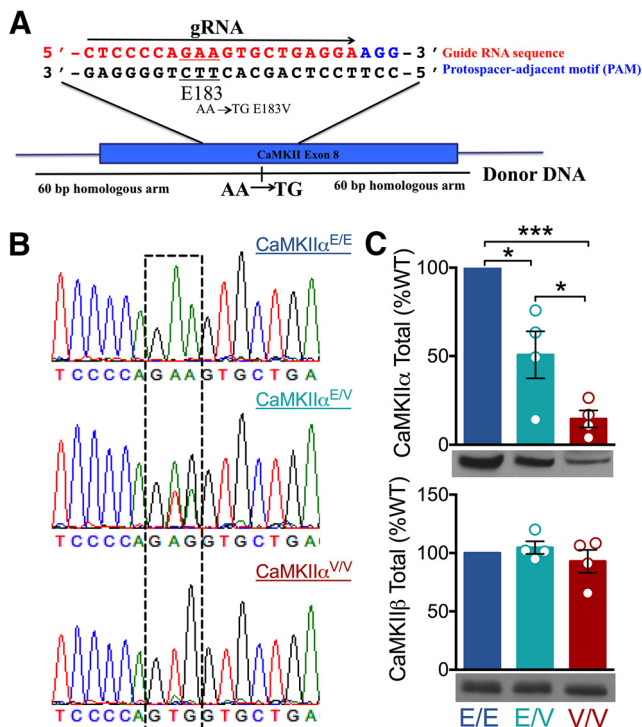 A
gRNA
5'-CTCCCCAGAAGTGCTGAGGAAGG-3'
Guide RNA sequence
3'-GAGGGGTCTTCACGACTCCTTCC-5'
Protospacer-adjacent motif (PAM)
E183
AA→TG E183V
CaMKII Exon 8
60 bp homologous arm
AA→TG
60 bp homologous arm
Donor DNA
B
CaMKIIα E/E
TCCCCAGAAGTGCTGA
CaMKIIα E/V
TCCCCAGAGGTGCTGA
CaMKIIα V/V
TCCCCAGTGGTGCTGA
C
***
*
*
CaMKIIα Total (%WT)
100
50
0
CaMKIIβ Total (%WT)
150
100
50
0
E/E E/V V/V